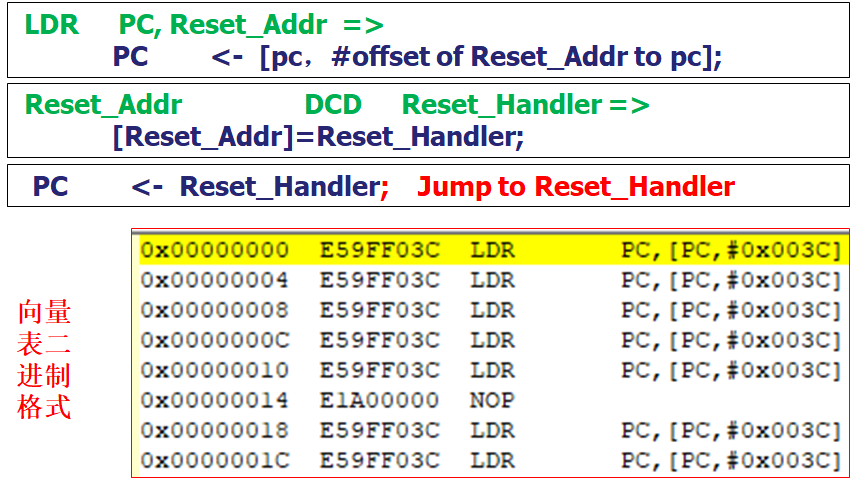 LDR PC, Reset_Addr =>
PC <- [pc，#offset of Reset_Addr to pc];
Reset_Addr DCD Reset_Handler =>
[Reset_Addr]=Reset_Handler;
PC <- Reset_Handler; Jump to Reset_Handler
向量
表二
进制
格式
0x00000000 E59FF03C LDR PC,[PC,#0x003C]
0x00000004 E59FF03C LDR PC,[PC,#0x003C]
0x00000008 E59FF03C LDR PC,[PC,#0x003C]
0x0000000C E59FF03C LDR PC,[PC,#0x003C]
0x00000010 E59FF03C LDR PC,[PC,#0x003C]
0x00000014 E1A00000 NOP
0x00000018 E59FF03C LDR PC,[PC,#0x003C]
0x0000001C E59FF03C LDR PC,[PC,#0x003C]